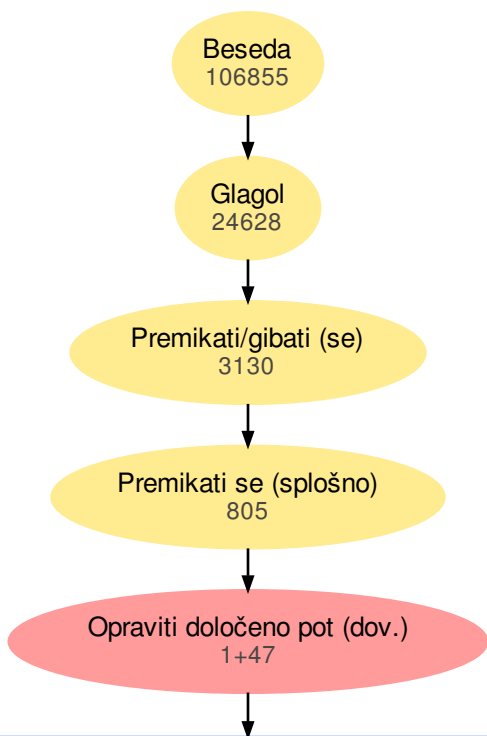 Beseda
106855
Glagol
24628
Premikati/gibati (se)
3130
Premikati se (splošno)
805
Opraviti določeno pot (dov.)
1+47